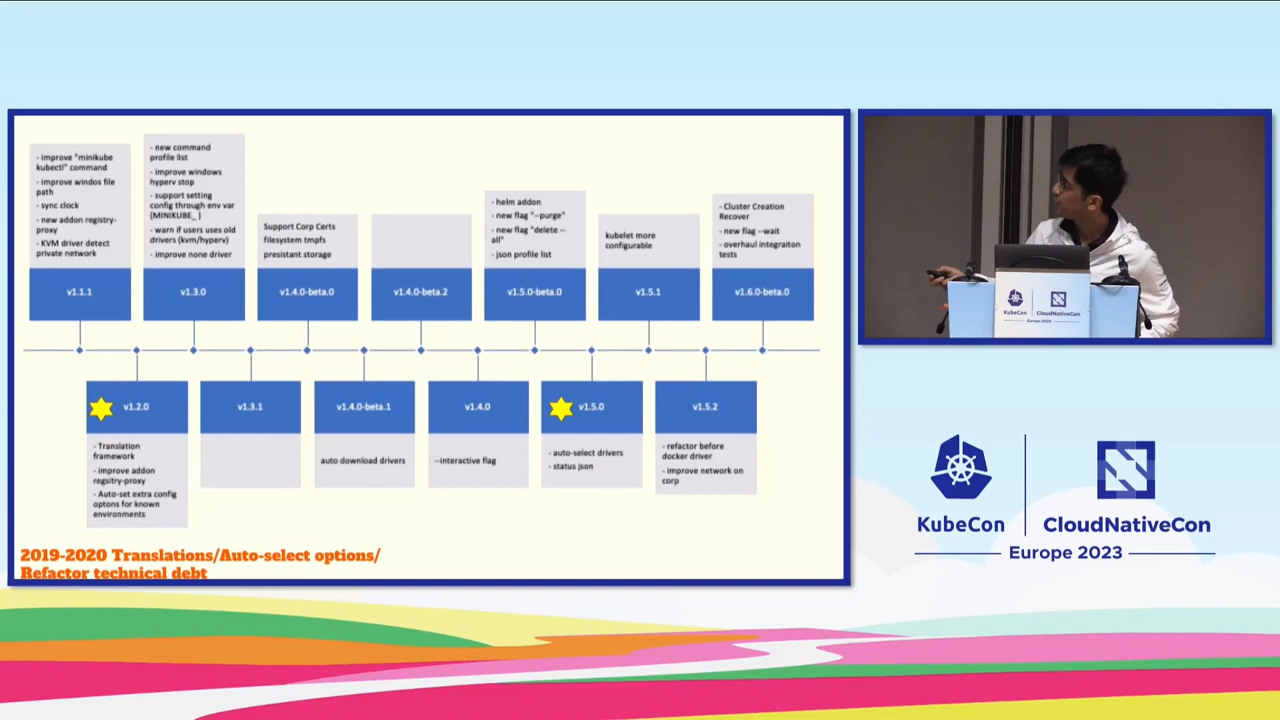 - improve "minikube
kubectl" command
- improve windos file
path
- sync clock
- new addon registry-
proxy
- KVM driver detect
private network
v1.1.1
- new command
profile list
- improve windows
hyperv stop
- support setting
config through env var
(MINIKUBE_ )
- warn if users uses old
drivers (kvm/hyperv)
- improve none driver
v1.3.0
Support Corp Certs
filesystem tmpfs
presistant storage
v1.4.0-beta.0
v1.4.0-beta.2
- helm addon
- new flag "--purge"
- new flag "delete --
all"
- json profile list
v1.5.0-beta.0
kubelet more
configurable
v1.5.1
- Cluster Creation
Recover
- new flag --wait
- overhaul integraiton
tests
v1.6.0-beta.0
v1.2.0
- Translation
framework
- improve addon
regsitry-proxy
- Auto-set extra config
optons for known
environments
v1.3.1
v1.4.0-beta.1
auto download drivers
v1.4.0
--interactive flag
v1.5.0
- auto-select drivers
- status json
v1.5.2
- refactor before
docker driver
- improve network on
corp
2019-2020 Translations/Auto-select options/
Refactor technical debt
KubeCon
CloudNativeCon
Europe 2023
KubeCon
CloudNativeCon
Europe 2023